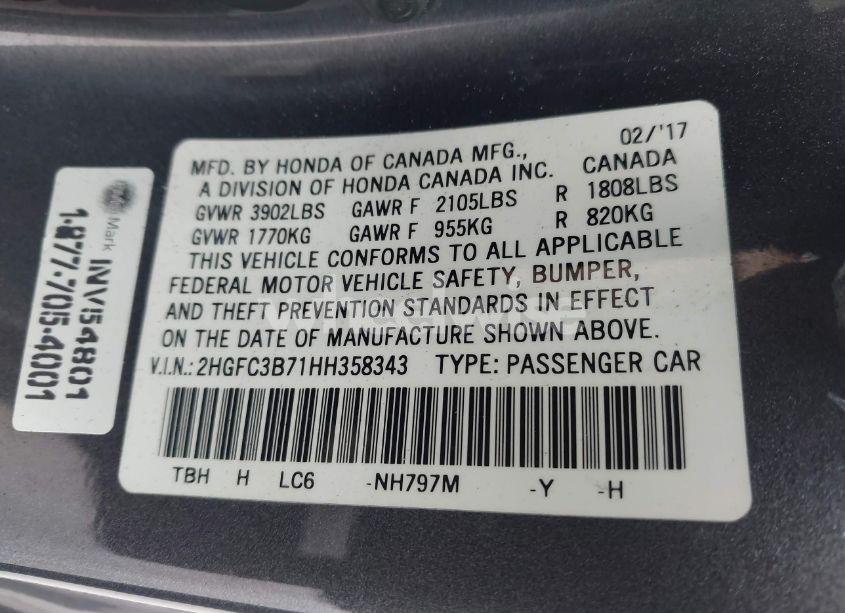 02/'17
MFD. BY HONDA OF CANADA MFG.,
A DIVISION OF HONDA CANADA INC. CANADA
GVWR 3902LBS GAWR F 2105LBS R 1808LBS
GVWR 1770KG GAWR F 955KG R 820KG
THIS VEHICLE CONFORMS TO ALL APPLICABLE
FEDERAL MOTOR VEHICLE SAFETY, BUMPER,
AND THEFT PREVENTION STANDARDS IN EFFECT
ON THE DATE OF MANUFACTURE SHOWN ABOVE.
V.I.N.: 2HGFC3B71HH358343 TYPE: PASSENGER CAR
TBH H LC6 -NH797M -Y -H
Mark
INV54801
1-877-705-4001